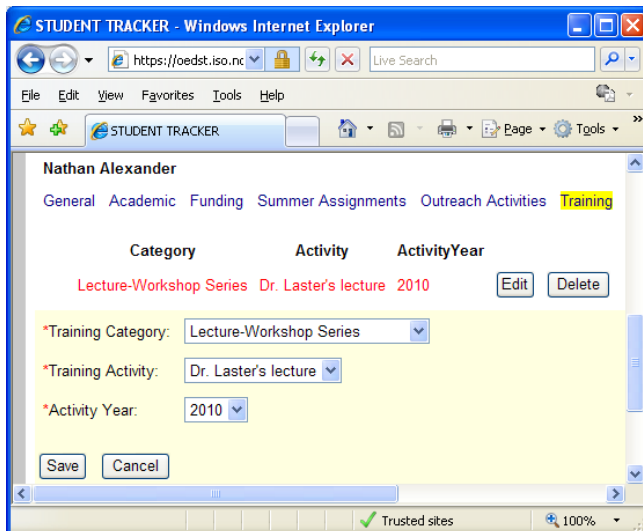 STUDENT TRACKER - Windows Internet Explorer
https://oedst.iso.nc
Live Search
File Edit View Favorites Tools Help
STUDENT TRACKER
Page Tools
Nathan Alexander
General Academic Funding Summer Assignments Outreach Activities Training
Category Activity ActivityYear
Lecture-Workshop Series Dr. Laster's lecture 2010 Edit Delete
*Training Category: Lecture-Workshop Series
*Training Activity: Dr. Laster's lecture
*Activity Year: 2010
Save Cancel
Trusted sites 100%